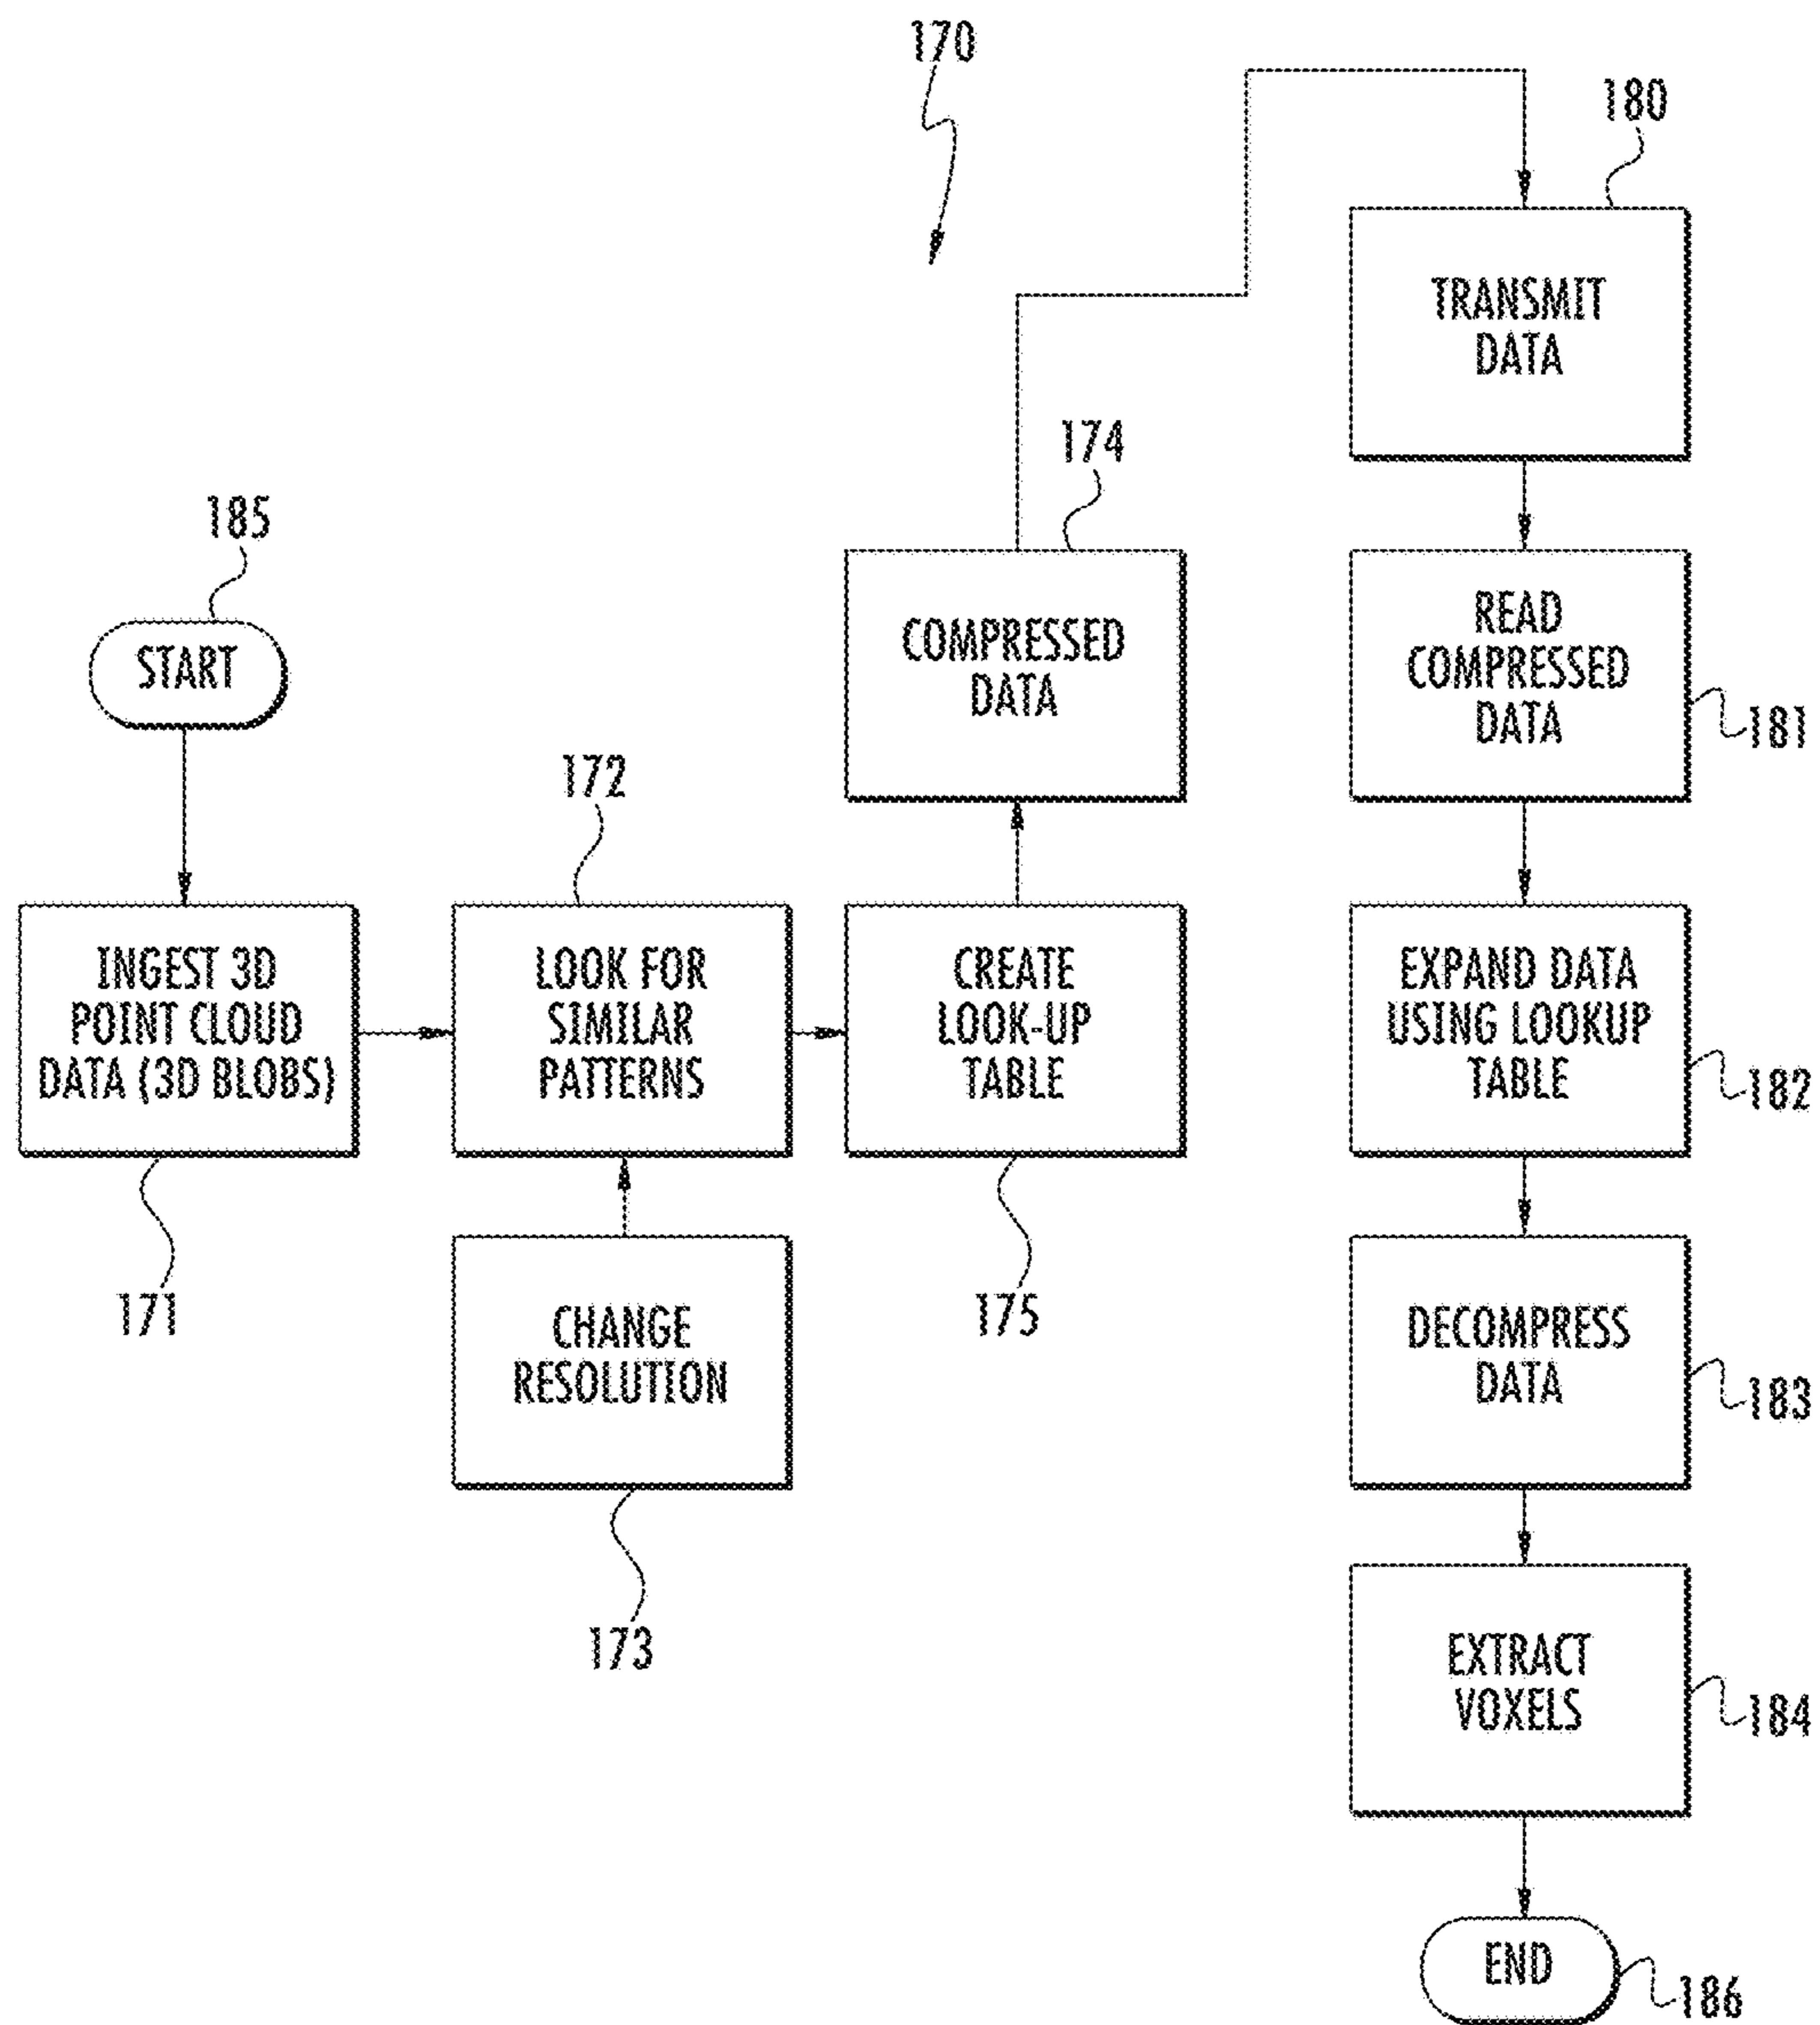 170
180
TRANSMIT
DATA
174
185
START
COMPRESSED
DATA
READ
COMPRESSED
DATA
181
172
INGEST 3D
POINT CLOUD
DATA (3D BLOBS)
LOOK FOR
SIMILAR
PATTERNS
CREATE
LOOK-UP
TABLE
EXPAND DATA
USING LOOKUP
TABLE
182
171
CHANGE
RESOLUTION
175
DECOMPRESS
DATA
183
173
EXTRACT
VOXELS
184
END
186